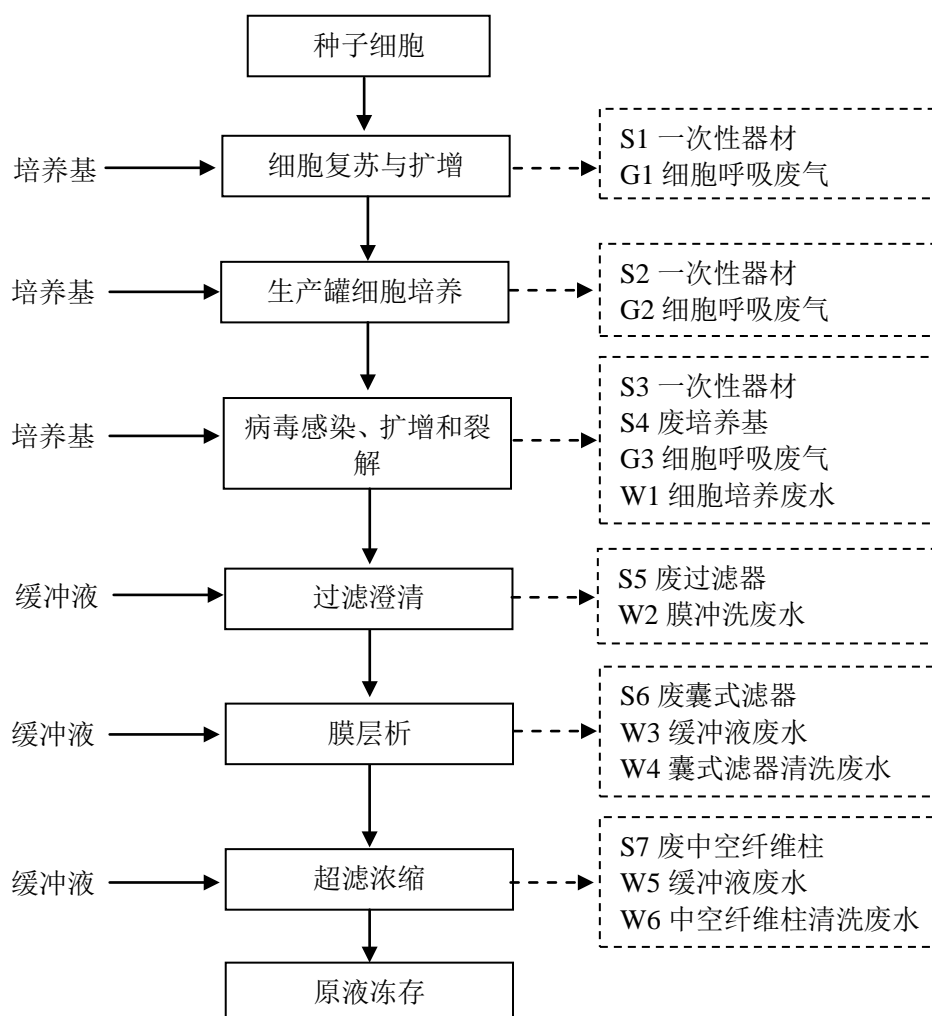 种子细胞
培养基
细胞复苏与扩增
S1 一次性器材
G1 细胞呼吸废气
培养基
生产罐细胞培养
S2 一次性器材
G2 细胞呼吸废气
培养基
病毒感染、扩增和裂
解
S3 一次性器材
S4 废培养基
G3 细胞呼吸废气
W1 细胞培养废水
缓冲液
过滤澄清
S5 废过滤器
W2 膜冲洗废水
缓冲液
膜层析
S6 废囊式滤器
W3 缓冲液废水
W4 囊式滤器清洗废水
缓冲液
超滤浓缩
S7 废中空纤维柱
W5 缓冲液废水
W6 中空纤维柱清洗废水
原液冻存